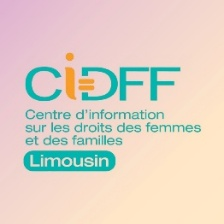 CiDFF
Centre d'information
sur les droits des femmes
et des familles
Limousin